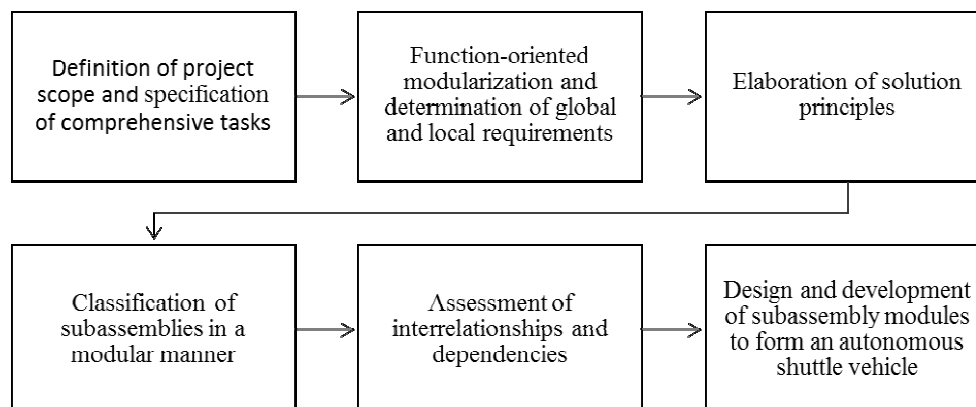 Definition of project
scope and specification
of comprehensive tasks
Function-oriented
modularization and
determination of global
and local requirements
Elaboration of solution
principles
Classification of
subassemblies in a
modular manner
Assessment of
interrelationships and
dependencies
Design and development
of subassembly modules
to form an autonomous
shuttle vehicle